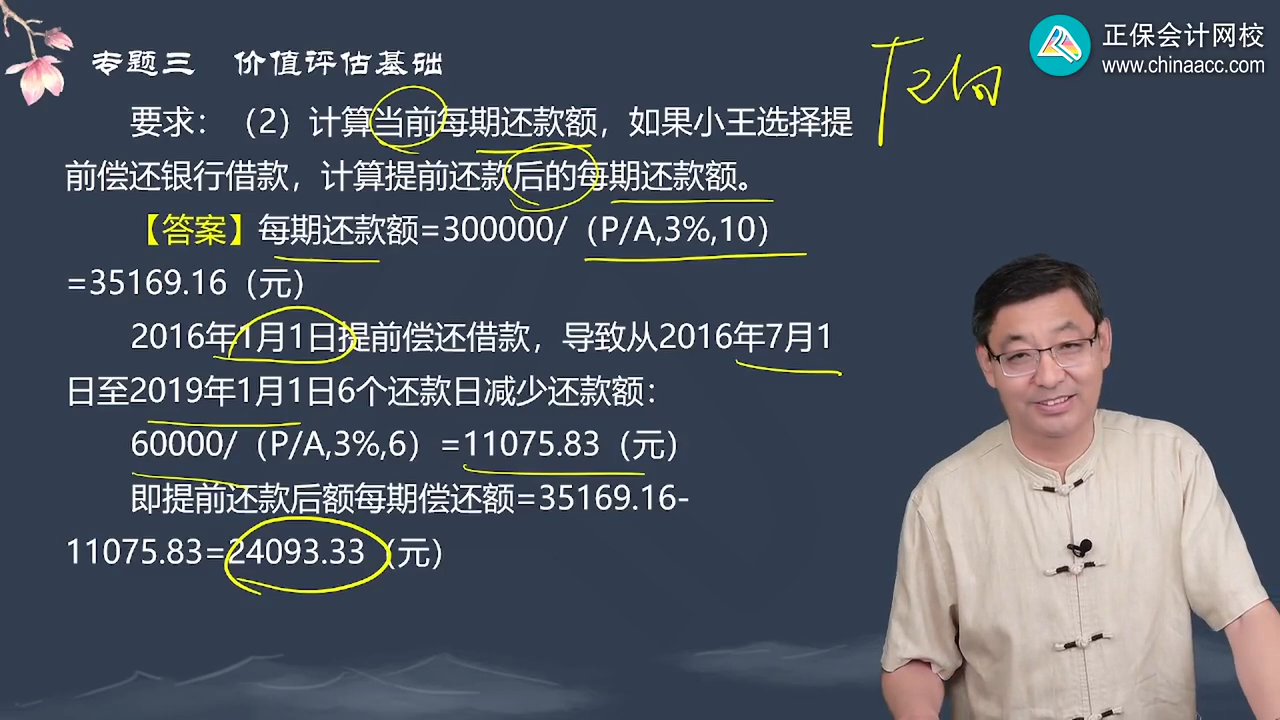 正保会计网校
www.chinaacc.com
专题三 价值评估基础
要求：（2）计算当前每期还款额，如果小王选择提
前偿还银行借款，计算提前还款后的每期还款额。
【答案】每期还款额=300000/（P/A,3%,10）
=35169.16（元）
2016年1月1日提前偿还借款，导致从2016年7月1
日至2019年1月1日6个还款日减少还款额：
60000/（P/A,3%,6）=11075.83（元）
即提前还款后额每期偿还额=35169.16-
11075.83=24093.33（元）